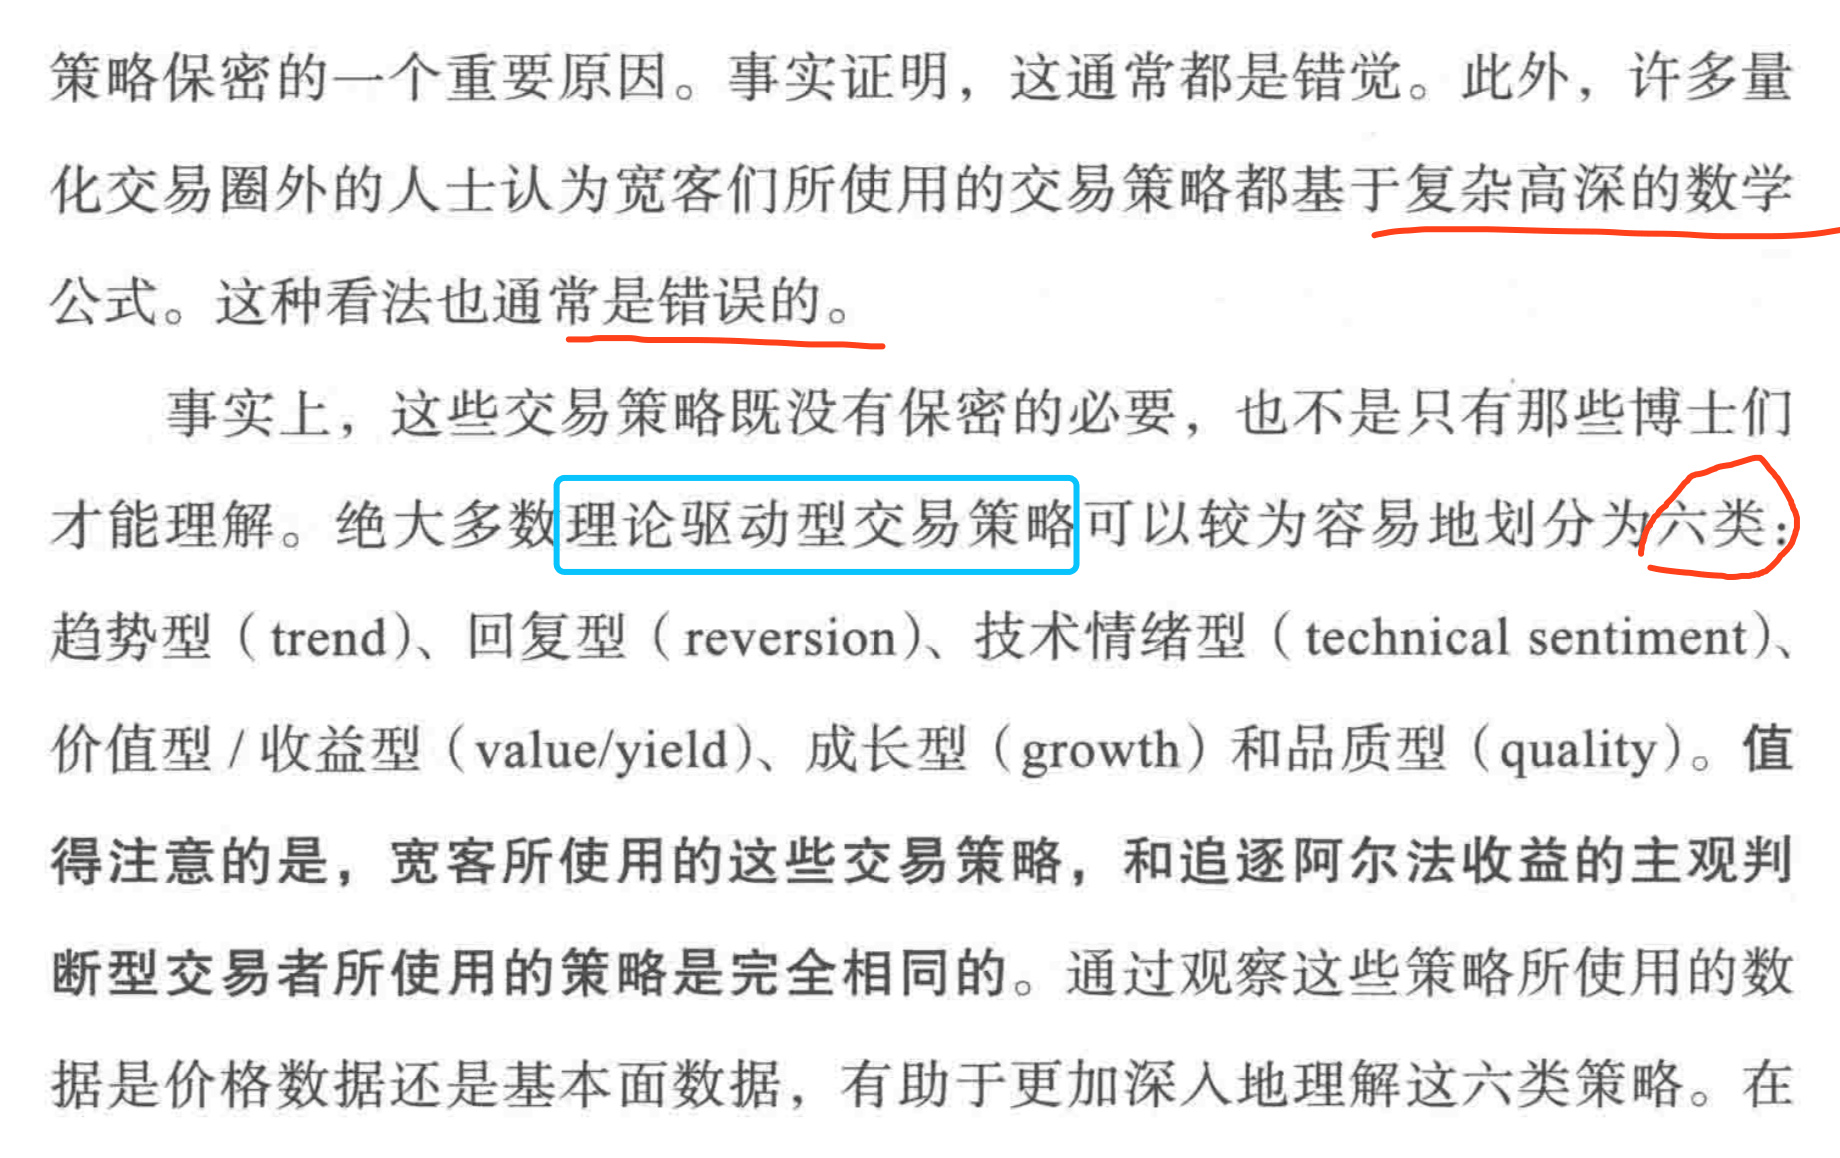 策略保密的一个重要原因。事实证明，这通常都是错觉。此外，许多量
化交易圈外的人士认为宽客们所使用的交易策略都基于复杂高深的数学
公式。这种看法也通常是错误的。
事实上，这些交易策略既没有保密的必要，也不是只有那些博士们
才能理解。绝大多数理论驱动型交易策略可以较为容易地划分为六类：
趋势型（trend）、回复型（reversion）、技术情绪型（technical sentiment）、
价值型 / 收益型（value/yield）、成长型（growth）和品质型（quality）。值
得注意的是，宽客所使用的这些交易策略，和追逐阿尔法收益的主观判
断型交易者所使用的策略是完全相同的。通过观察这些策略所使用的数
据是价格数据还是基本面数据，有助于更加深入地理解这六类策略。在